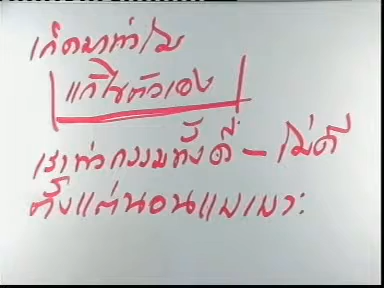 เกิดมาทำไม
แก้ไขตัวเอง
เราทำกรรมทั้งดี – ไม่ดี
ตั้งแต่นอนแบเบาะ